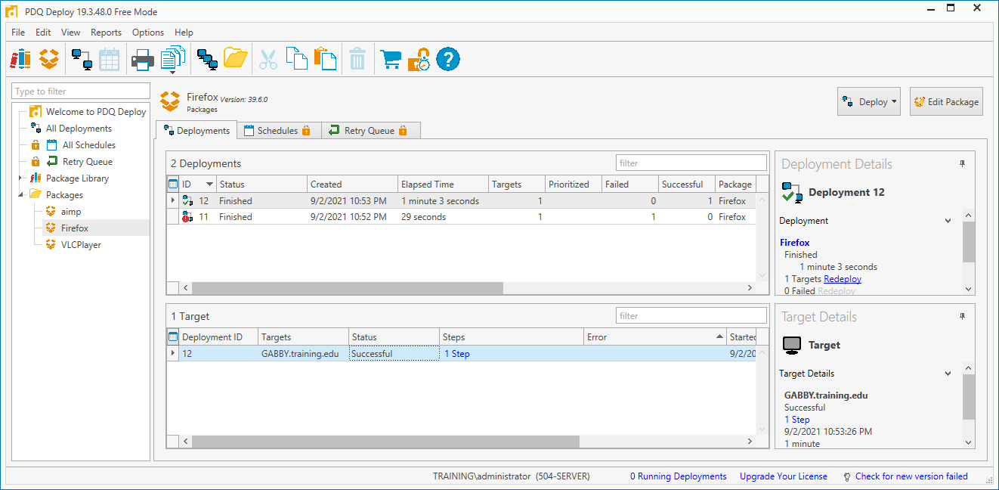 PDQ Deploy 19.3.48.0 Free Mode
File Edit View Reports Options Help
Type to filter
Welcome to PDQ Deploy
All Deployments
All Schedules
Retry Queue
Package Library
Packages
aimp
Firefox
VLCPlayer
Firefox Version: 39.6.0
Packages
Deploy
Edit Package
Deployments Schedules Retry Queue
2 Deployments filter
ID Status Created Elapsed Time Targets Prioritized Failed Successful Package
12 Finished 9/2/2021 10:53 PM 1 minute 3 seconds 1 0 1 Firefox
11 Finished 9/2/2021 10:52 PM 29 seconds 1 1 0 Firefox
Deployment Details
Deployment 12
Deployment
Firefox
Finished
1 minute 3 seconds
1 Targets Redeploy
0 Failed Redeploy
1 Target filter
Deployment ID Targets Status Steps Error Started
12 GABBY.training.edu Successful 1 Step 9/2/20
Target Details
Target
Target Details
GABBY.training.edu
Successful
1 Step
9/2/2021 10:53:26 PM
1 minute
TRAINING\administrator (504-SERVER) 0 Running Deployments Upgrade Your License Check for new version failed